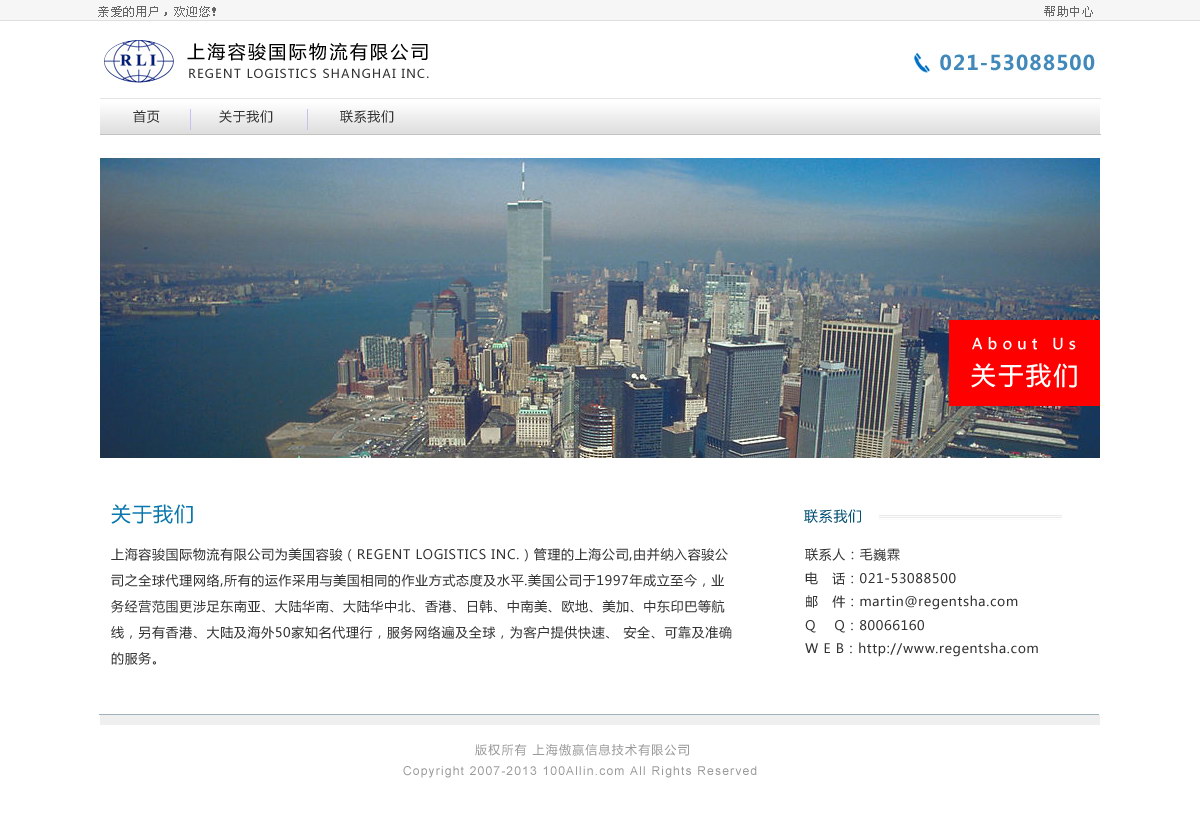 亲爱的用户，欢迎您！
帮助中心
RLI
上海容骏国际物流有限公司
REGENT LOGISTICS SHANGHAI INC.
021-53088500
首页
关于我们
联系我们
About Us
关于我们
关于我们
上海容骏国际物流有限公司为美国容骏（REGENT LOGISTICS INC.）管理的上海公司,由并纳入容骏公
司之全球代理网络,所有的运作采用与美国相同的作业方式态度及水平.美国公司于1997年成立至今，业
务经营范围更涉足东南亚、大陆华南、大陆华中北、香港、日韩、中南美、欧地、美加、中东印巴等航
线，另有香港、大陆及海外50家知名代理行，服务网络遍及全球，为客户提供快速、 安全、可靠及准确
的服务。
联系我们
联系人：毛巍霖
电 话：021-53088500
邮 件：martin@regentsha.com
Q Q：80066160
W E B：http://www.regentsha.com
版权所有 上海傲赢信息技术有限公司
Copyright 2007-2013 100Allin.com All Rights Reserved